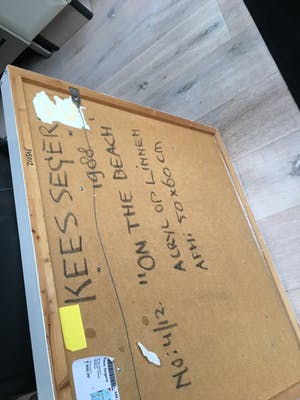 KEES SEGER
1988
"ON THE BEACH
ACRYL OP LINNEN
AFM: 50X60 CM
No: 4/12.